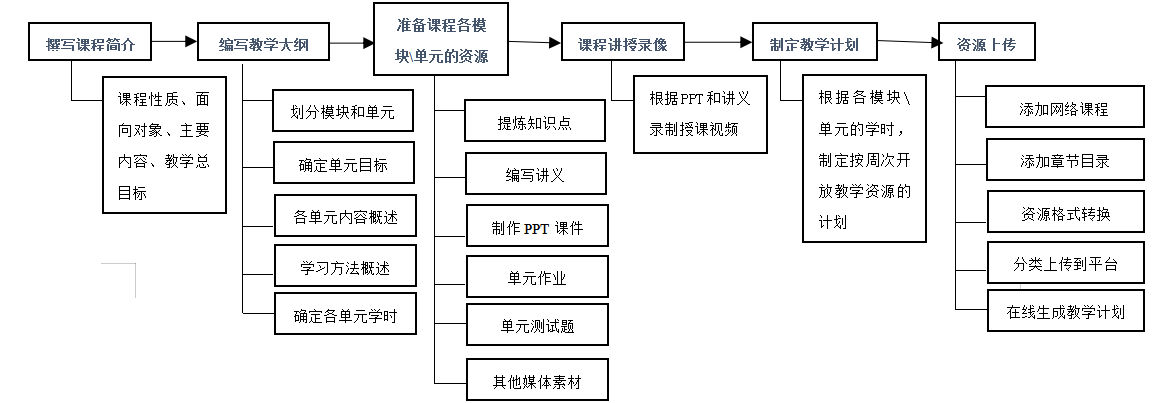 撰写课程简介
编写教学大纲
准备课程各模
块\单元的资源
课程讲授录像
制定教学计划
资源上传
课程性质、面
向对象、主要
内容、教学总
目标
划分模块和单元
确定单元目标
各单元内容概述
学习方法概述
确定各单元学时
提炼知识点
编写讲义
制作 PPT 课件
单元作业
单元测试题
其他媒体素材
根据 PPT 和讲义
录制授课视频
根据各模块\
单元的学时，
制定按周次开
放教学资源的
计划
添加网络课程
添加章节目录
资源格式转换
分类上传到平台
在线生成教学计划